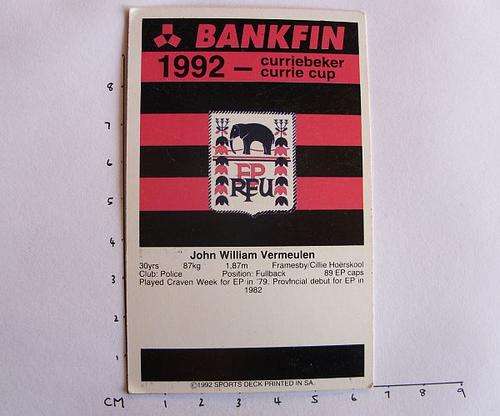 BANKFIN
1992 – curriebeker
currie cup
EP
RFU
John William Vermeulen
30yrs 87kg 1,87m Framesby/Cillie Hoërskool
Club: Police Position: Fullback 89 EP caps
Played Craven Week for EP in '79. Provincial debut for EP in
1982
©1992 SPORTS DECK PRINTED IN SA.
8
7
6
5
4
3
2
1
CM 1 2 3 4 5 6 7 8 9